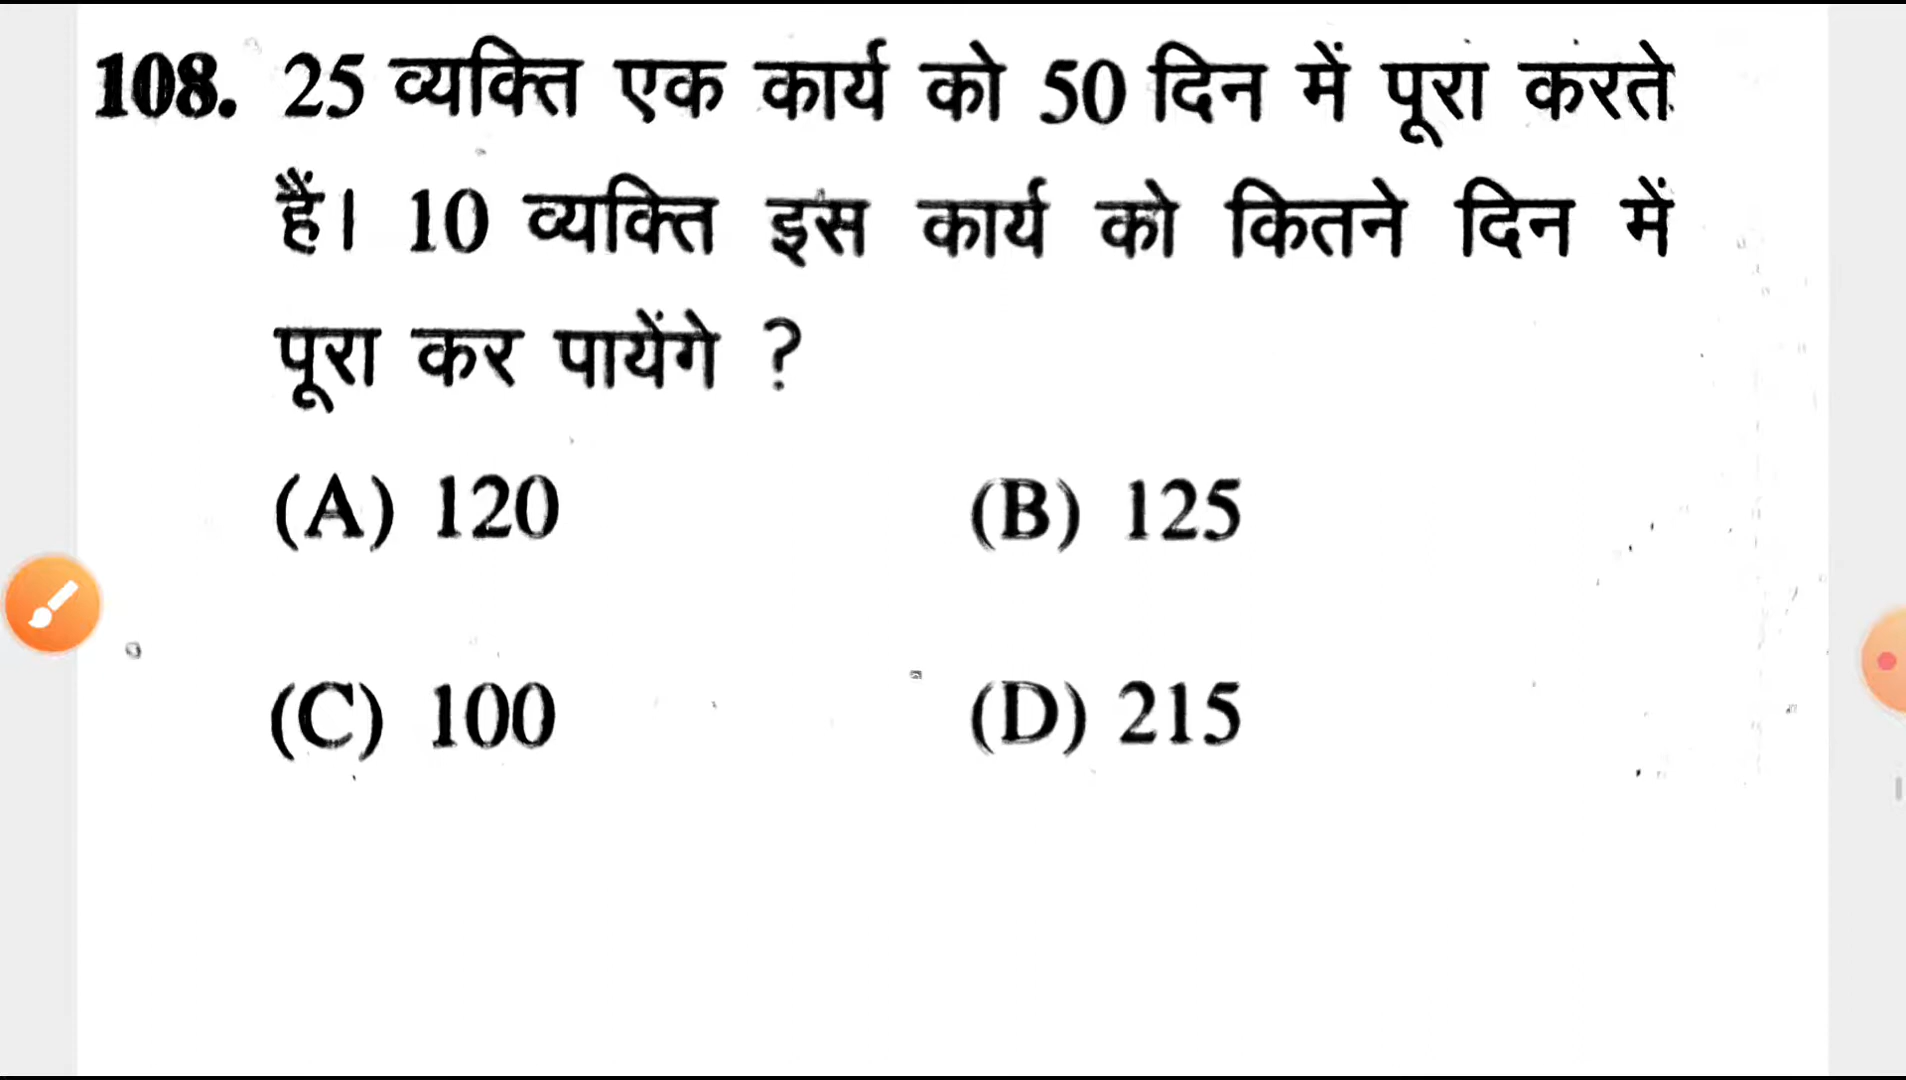 108. 25 व्यक्ति एक कार्य को 50 दिन में पूरा करते
हैं। 10 व्यक्ति इस कार्य को कितने दिन में
पूरा कर पायेंगे ?
(A) 120 (B) 125
(C) 100 (D) 215